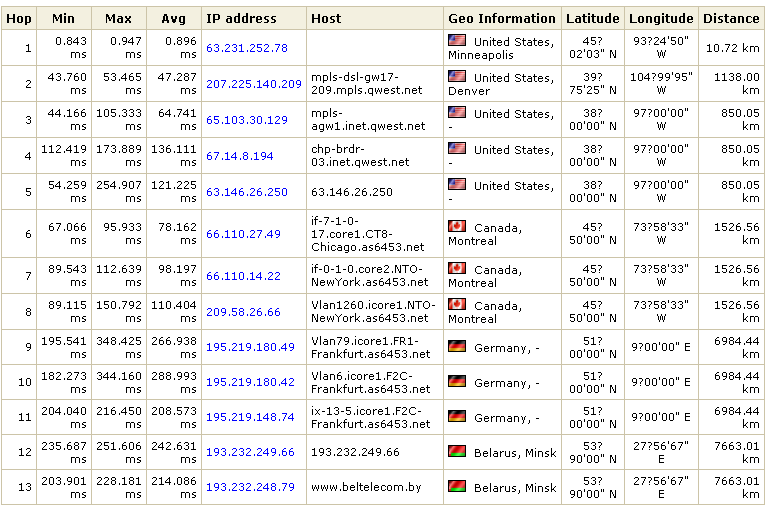 Hop Min Max Avg IP address Host Geo Information Latitude Longitude Distance
1 0.843 ms 0.947 ms 0.896 ms 63.231.252.78 United States, Minneapolis 45? 02'03" N 93?24'50" W 10.72 km
2 43.760 ms 53.465 ms 47.287 ms 207.225.140.209 mpls-dsl-gw17-209.mpls.qwest.net United States, Denver 39? 75'25" N 104?99'95" W 1138.00 km
3 44.166 ms 105.333 ms 64.741 ms 65.103.30.129 mpls-agw1.inet.qwest.net United States, - 38? 00'00" N 97?00'00" W 850.05 km
4 112.419 ms 173.889 ms 136.111 ms 67.14.8.194 chp-brdr-03.inet.qwest.net United States, - 38? 00'00" N 97?00'00" W 850.05 km
5 54.259 ms 254.907 ms 121.225 ms 63.146.26.250 63.146.26.250 United States, - 38? 00'00" N 97?00'00" W 850.05 km
6 67.066 ms 95.933 ms 78.162 ms 66.110.27.49 if-7-1-0-17.core1.CT8-Chicago.as6453.net Canada, Montreal 45? 50'00" N 73?58'33" W 1526.56 km
7 89.543 ms 112.639 ms 98.197 ms 66.110.14.22 if-0-1-0.core2.NTO-NewYork.as6453.net Canada, Montreal 45? 50'00" N 73?58'33" W 1526.56 km
8 89.115 ms 150.792 ms 110.404 ms 209.58.26.66 Vlan1260.icore1.NTO-NewYork.as6453.net Canada, Montreal 45? 50'00" N 73?58'33" W 1526.56 km
9 195.541 ms 348.425 ms 266.938 ms 195.219.180.49 Vlan79.icore1.FR1-Frankfurt.as6453.net Germany, - 51? 00'00" N 9?00'00" E 6984.44 km
10 182.273 ms 344.160 ms 288.993 ms 195.219.180.42 Vlan6.icore1.F2C-Frankfurt.as6453.net Germany, - 51? 00'00" N 9?00'00" E 6984.44 km
11 204.040 ms 216.450 ms 208.573 ms 195.219.148.74 ix-13-5.icore1.F2C-Frankfurt.as6453.net Germany, - 51? 00'00" N 9?00'00" E 6984.44 km
12 235.687 ms 251.606 ms 242.631 ms 193.232.249.66 193.232.249.66 Belarus, Minsk 53? 90'00" N 27?56'67" E 7663.01 km
13 203.901 ms 228.181 ms 214.086 ms 193.232.248.79 www.beltelecom.by Belarus, Minsk 53? 90'00" N 27?56'67" E 7663.01 km